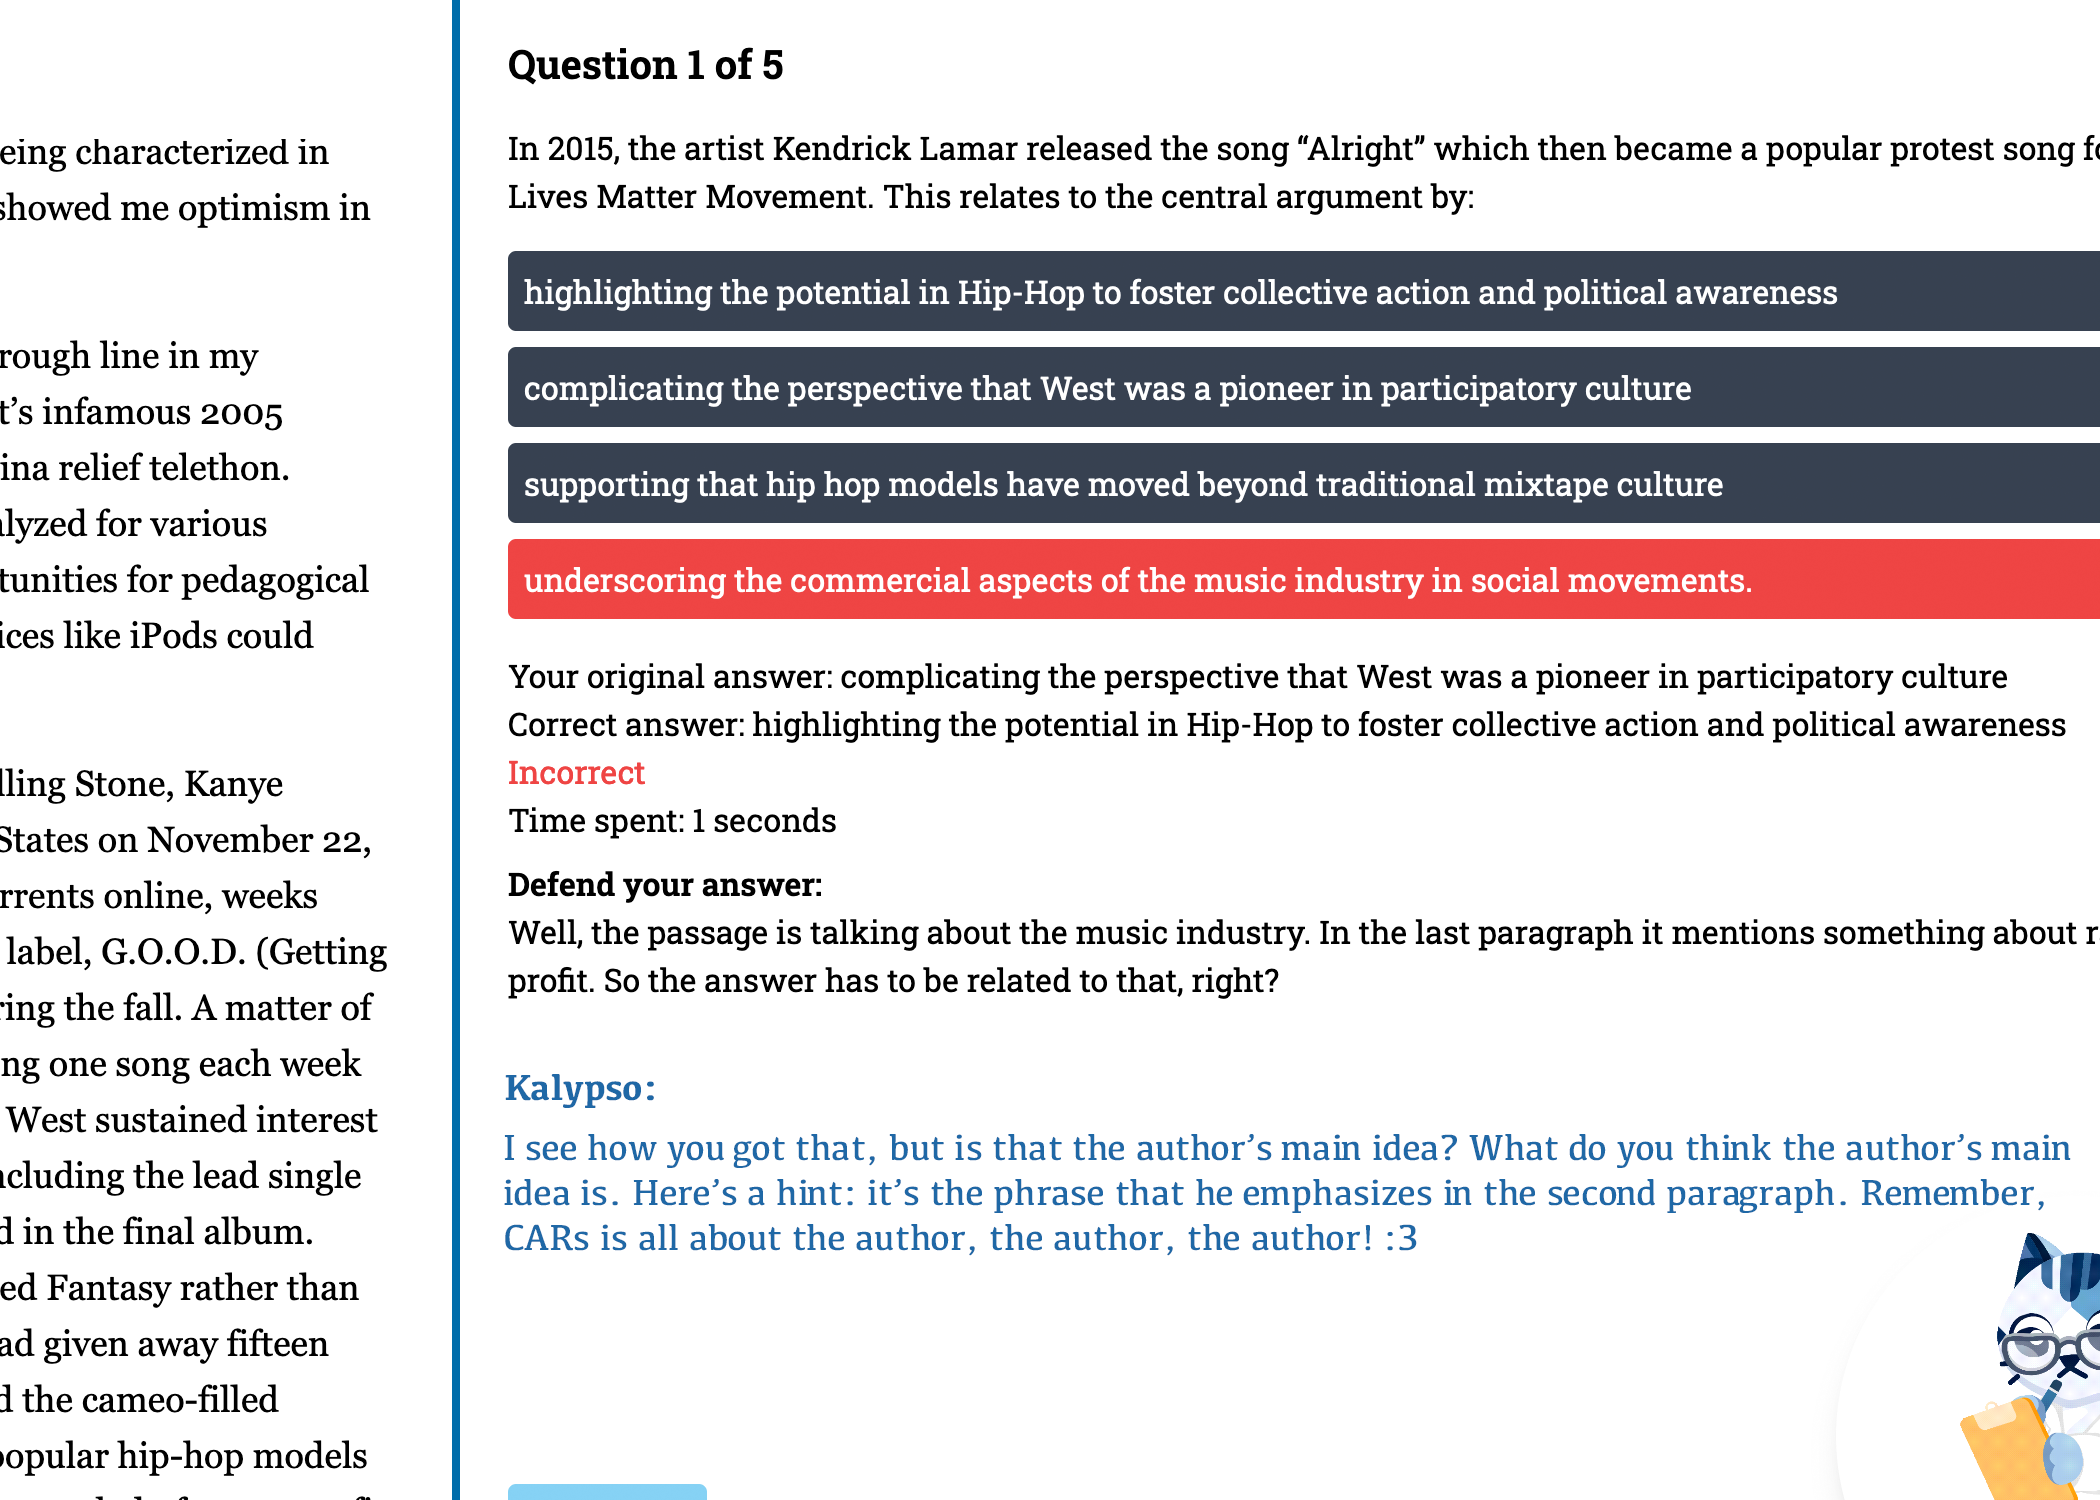 eing characterized in
showed me optimism in
rough line in my
t’s infamous 2005
ina relief telethon.
alyzed for various
tunities for pedagogical
ices like iPods could
lling Stone, Kanye
States on November 22,
rrents online, weeks
label, G.O.O.D. (Getting
ring the fall. A matter of
ng one song each week
West sustained interest
ncluding the lead single
d in the final album.
ed Fantasy rather than
ad given away fifteen
d the cameo-filled
popular hip-hop models
Question 1 of 5
In 2015, the artist Kendrick Lamar released the song “Alright” which then became a popular protest song fo
Lives Matter Movement. This relates to the central argument by:
highlighting the potential in Hip-Hop to foster collective action and political awareness
complicating the perspective that West was a pioneer in participatory culture
supporting that hip hop models have moved beyond traditional mixtape culture
underscoring the commercial aspects of the music industry in social movements.
Your original answer: complicating the perspective that West was a pioneer in participatory culture
Correct answer: highlighting the potential in Hip-Hop to foster collective action and political awareness
Incorrect
Time spent: 1 seconds
Defend your answer:
Well, the passage is talking about the music industry. In the last paragraph it mentions something about r
profit. So the answer has to be related to that, right?
Kalypso:
I see how you got that, but is that the author’s main idea? What do you think the author’s main
idea is. Here’s a hint: it’s the phrase that he emphasizes in the second paragraph. Remember,
CARs is all about the author, the author, the author! :3